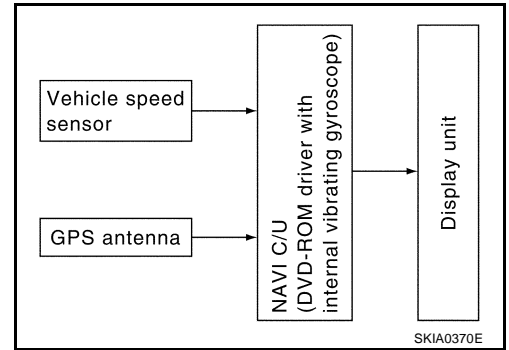 Vehicle speed
sensor
GPS antenna
NAVI C/U
(DVD-ROM driver with
internal vibrating gyroscope)
Display unit
SKIA0370E